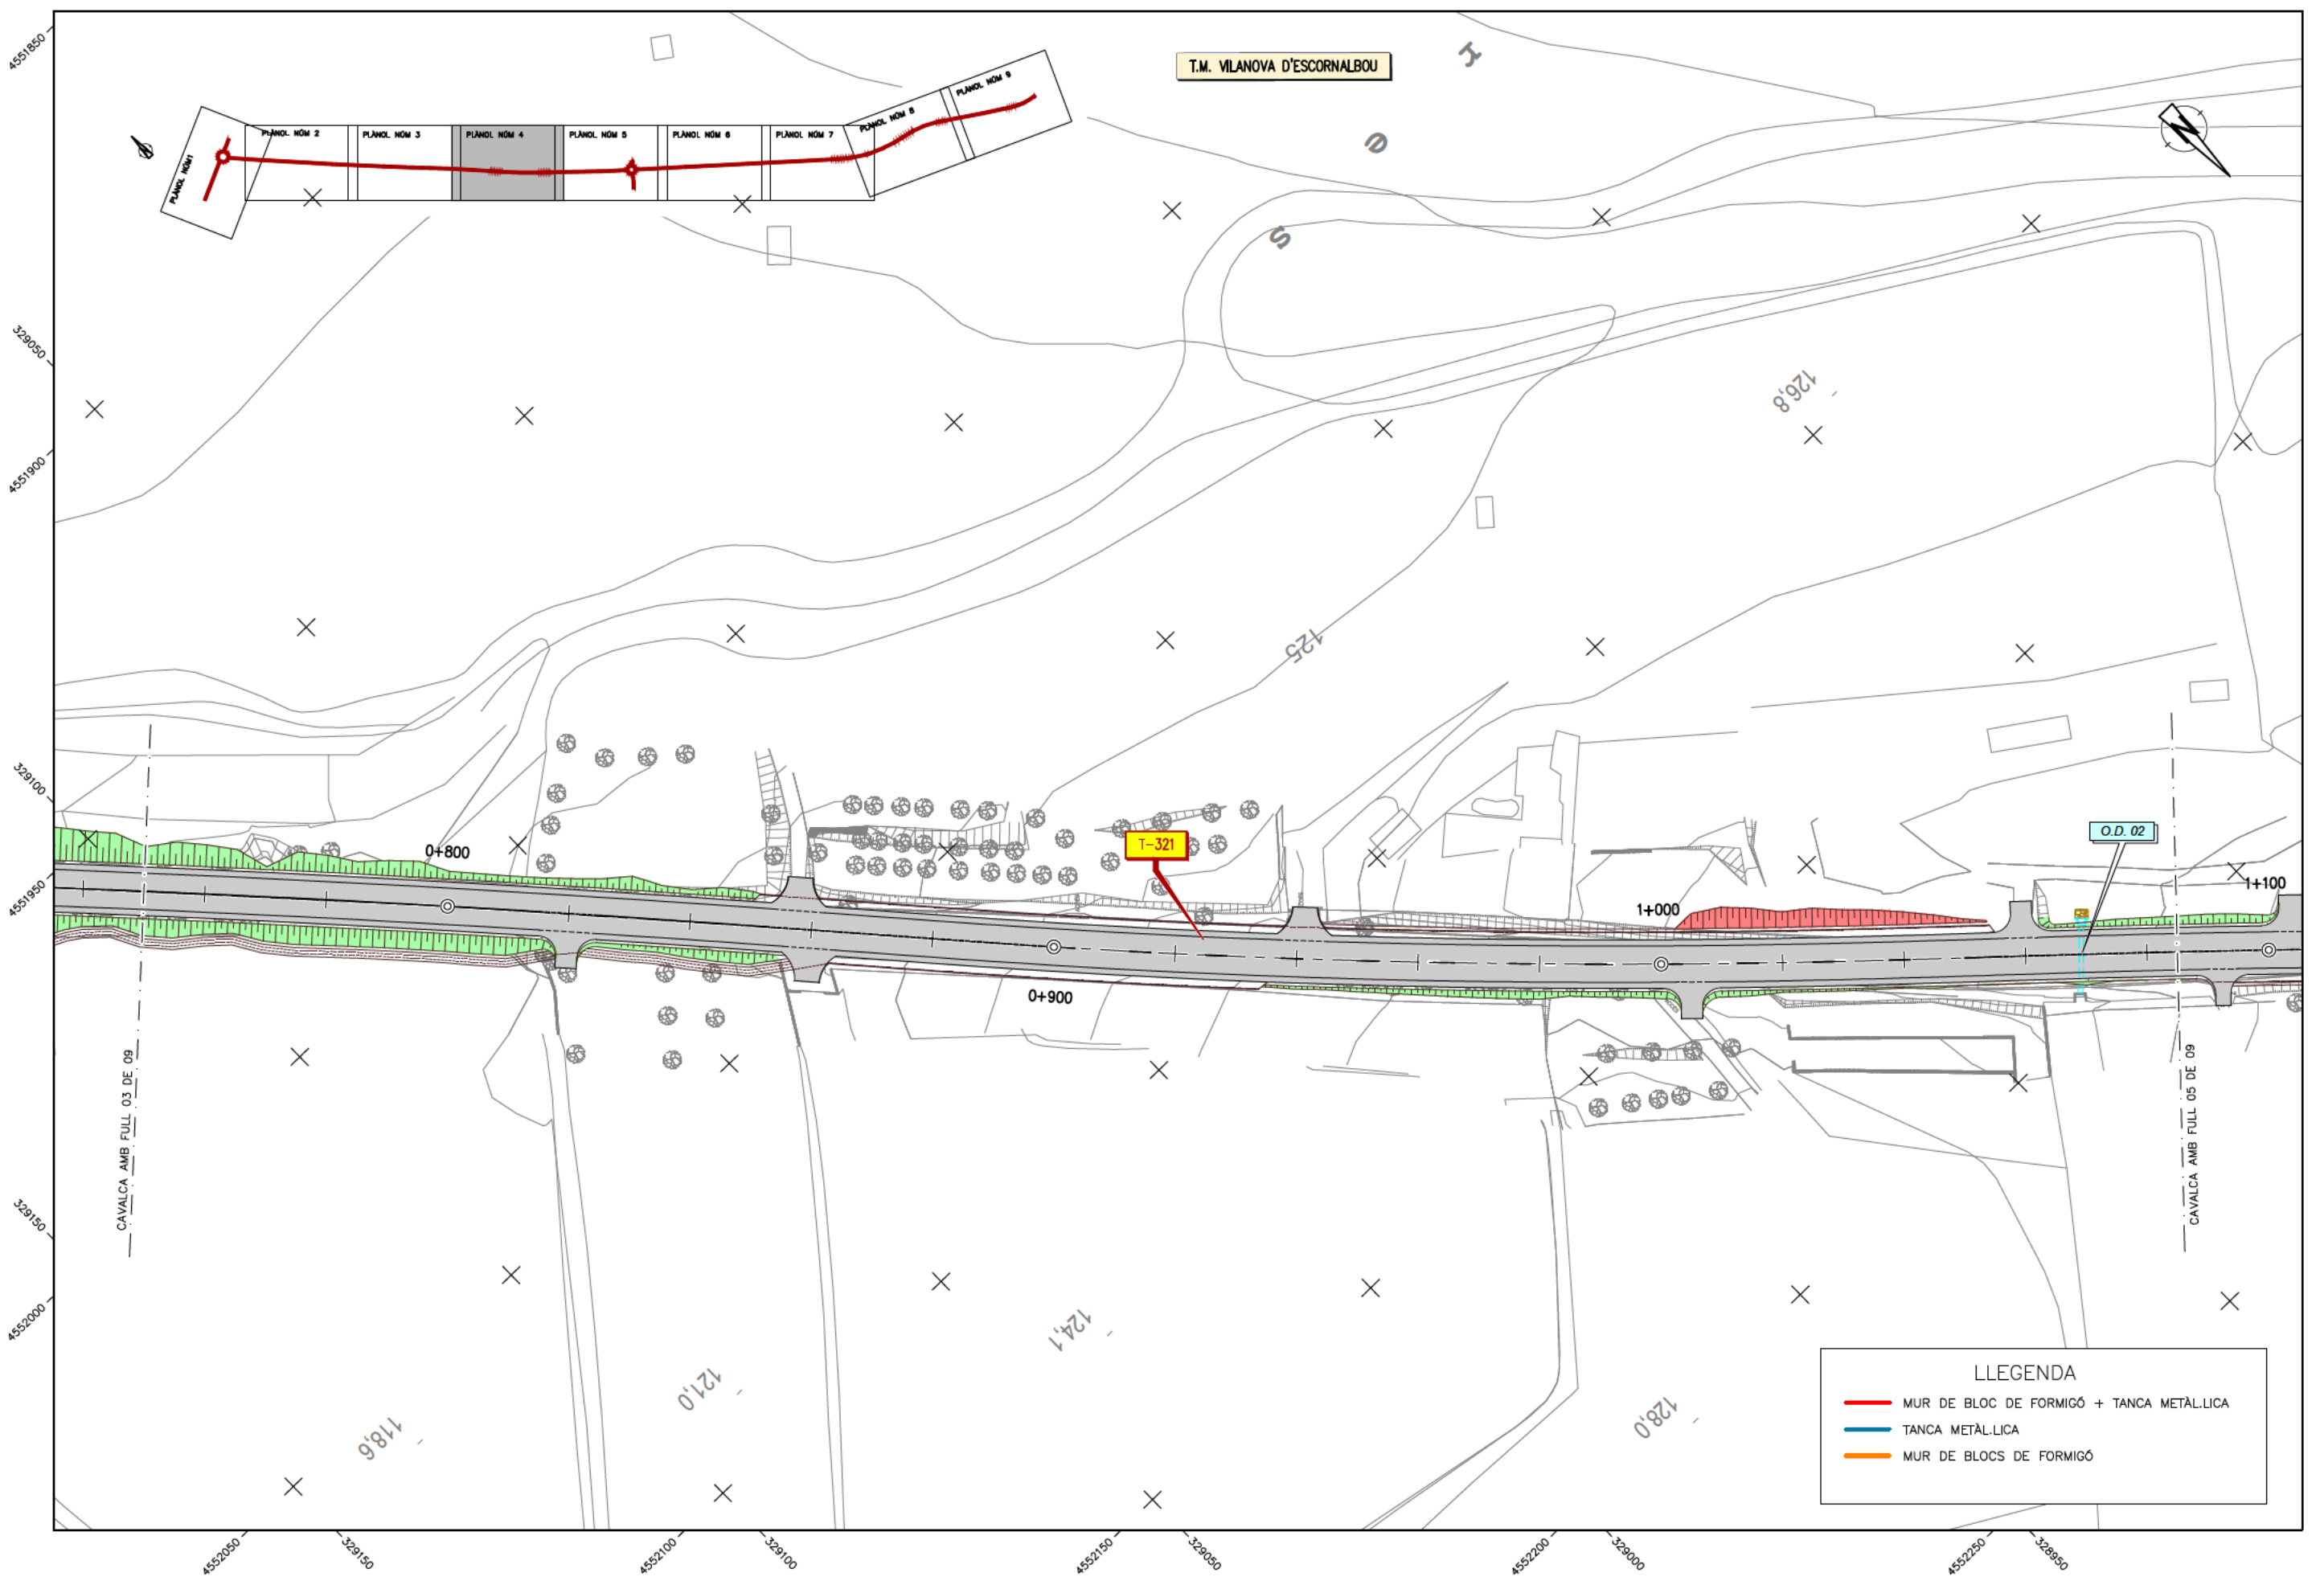 4551850
T.M. VILANOVA D'ESCORNALBOU
r
e
s
PLÀNOL NÚM1
PLÀNOL NÚM 2
PLÀNOL NÚM 3
PLÀNOL NÚM 4
PLÀNOL NÚM 5
PLÀNOL NÚM 6
PLÀNOL NÚM 7
PLÀNOL NÚM 8
PLÀNOL NÚM 9
329050
126,8
4551900
125
329100
0+800
T-321
O.D. 02
4551950
1+000
1+100
0+900
CAVALCA AMB FULL 03 DE 09
CAVALCA AMB FULL 05 DE 09
329150
4552000
124,1
121,0
118,6
128,0
LLEGENDA
MUR DE BLOC DE FORMIGÓ + TANCA METÀL.LICA
TANCA METÀL.LICA
MUR DE BLOCS DE FORMIGÓ
4552050
329150
4552100
329100
4552150
329050
4552200
329000
4552250
328950